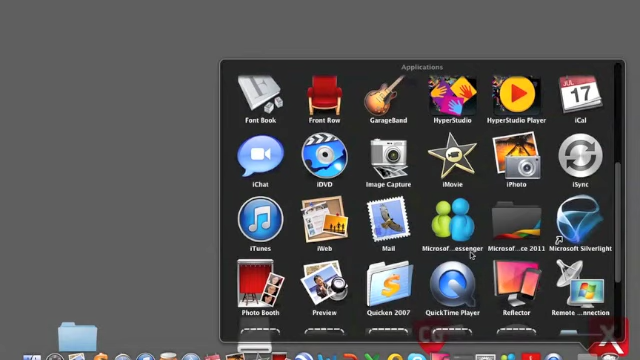 Applications
Font Book
Front Row
GarageBand
HyperStudio
HyperStudio Player
JUL
17
iCal
iChat
iDVD
Image Capture
iMovie
iPhoto
iSync
iTunes
iWeb
Mail
Microsof...essenger
Microsof...ce 2011
Microsoft Silverlight
Photo Booth
Preview
Quicken 2007
QuickTime Player
Reflector
Remote ...nnection